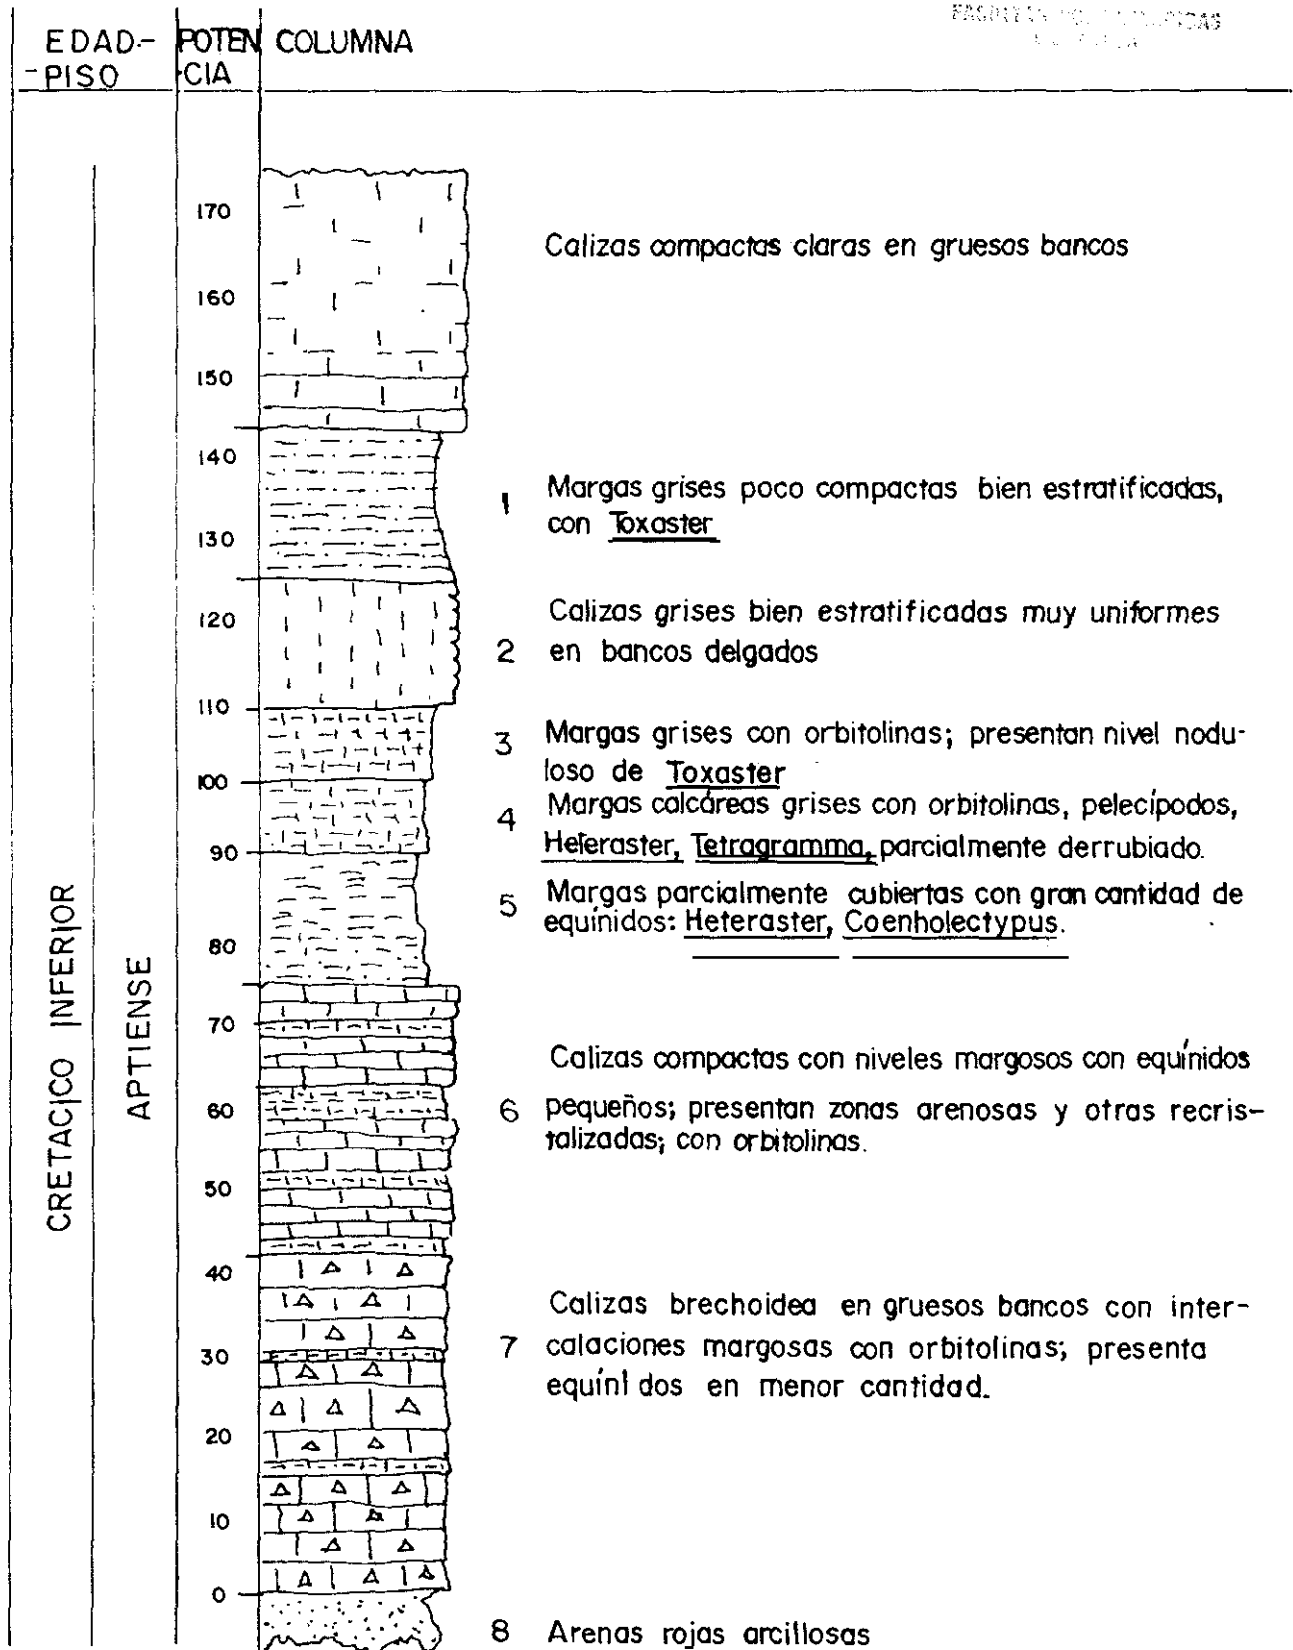 EDAD- POTEN COLUMNA
-PISO CIA
170
Calizas compactas claras en gruesos bancos
160
150
140
1 Margas grises poco compactas bien estratificadas,
con Toxaster
130
120
Calizas grises bien estratificadas muy uniformes
2 en bancos delgados
110
3 Margas grises con orbitolinas; presentan nivel nodu-
loso de Toxaster
100
4 Margas calcáreas grises con orbitolinas, pelecípodos,
Heteraster, Tetragramma, parcialmente derrubiado.
90
5 Margas parcialmente cubiertas con gran cantidad de
equínidos: Heteraster, Coenholectypus.
80
70
Calizas compactas con niveles margosos con equínidos
60
6 pequeños; presentan zonas arenosas y otras recris-
talizadas; con orbitolinas.
50
40
Calizas brechoidea en gruesos bancos con inter-
30
7 calaciones margosas con orbitolinas; presenta
equínidos en menor cantidad.
20
10
0
8 Arenas rojas arcillosas
CRETACICO INFERIOR
APTIENSE